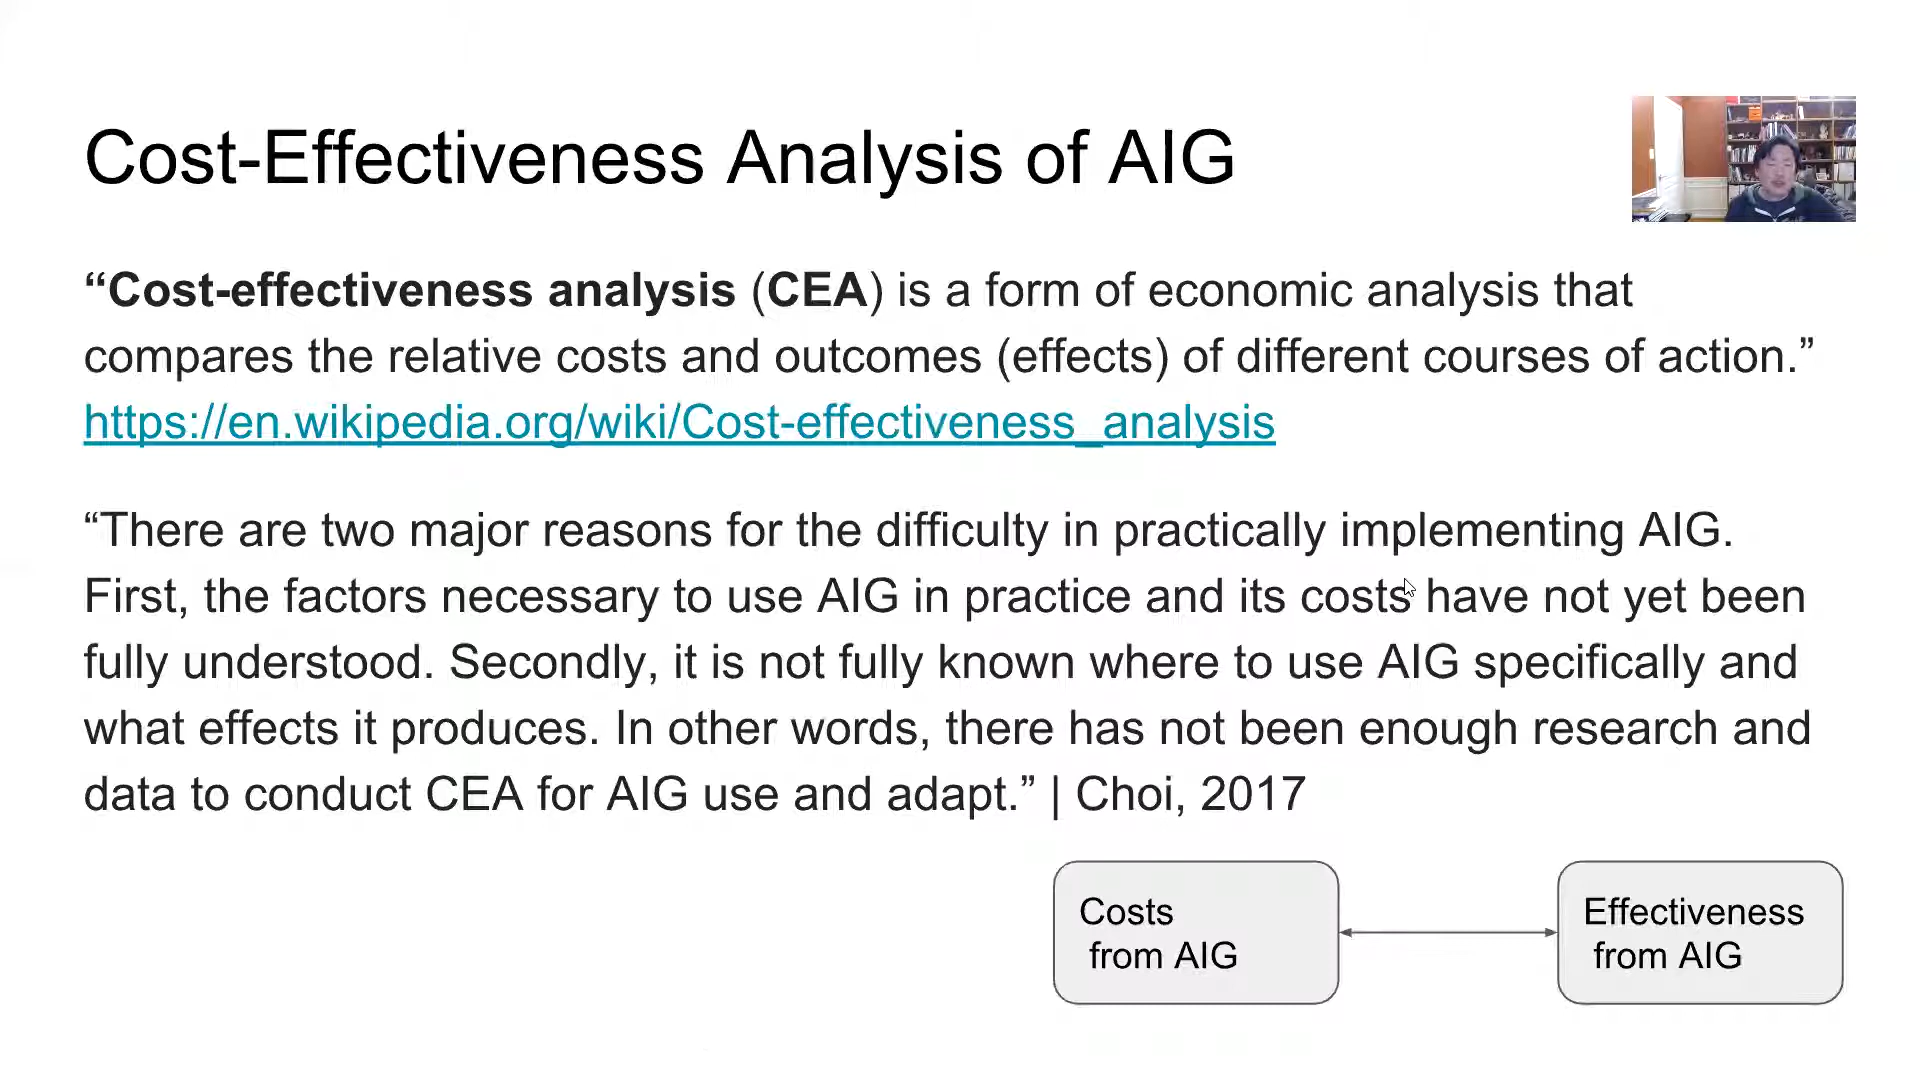 Cost-Effectiveness Analysis of AIG
“Cost-effectiveness analysis (CEA) is a form of economic analysis that
compares the relative costs and outcomes (effects) of different courses of action.”
https://en.wikipedia.org/wiki/Cost-effectiveness_analysis
“There are two major reasons for the difficulty in practically implementing AIG.
First, the factors necessary to use AIG in practice and its costs have not yet been
fully understood. Secondly, it is not fully known where to use AIG specifically and
what effects it produces. In other words, there has not been enough research and
data to conduct CEA for AIG use and adapt.” | Choi, 2017
Costs
from AIG
Effectiveness
from AIG